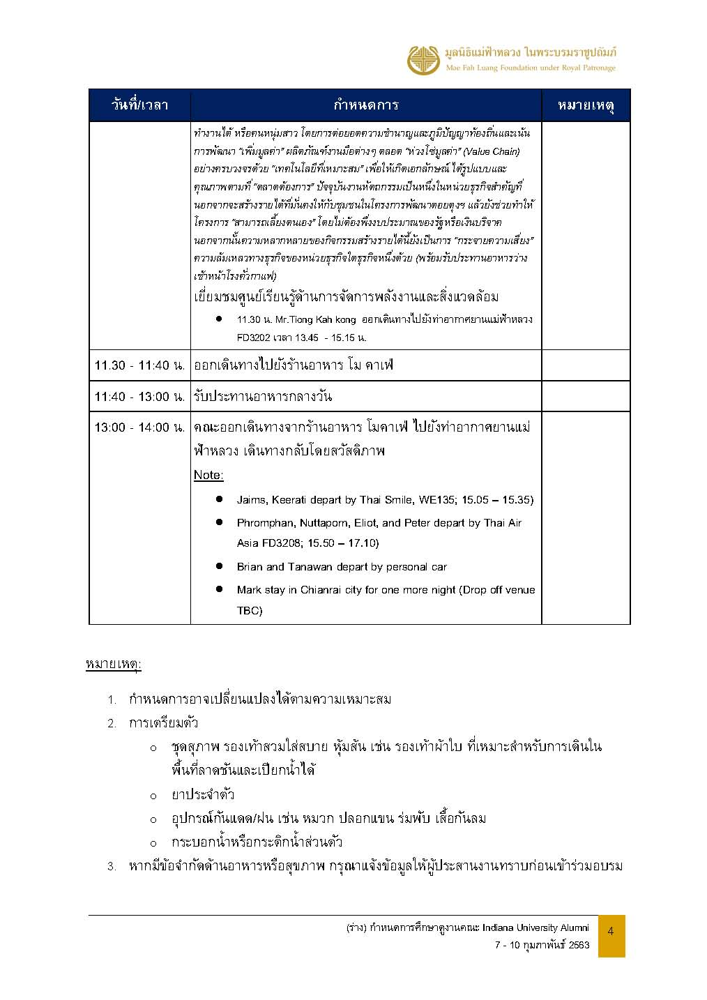 มูลนิธิแม่ฟ้าหลวง ในพระบรมราชูปถัมภ์
Mae Fah Luang Foundation under Royal Patronage
วันที่/เวลา กำหนดการ หมายเหตุ
ทำงานได้ หรือคนหนุ่มสาว โดยการต่อยอดความชำนาญและภูมิปัญญาท้องถิ่นและเน้น
การพัฒนา “เพิ่มมูลค่า” ผลิตภัณฑ์งานมือต่างๆ ตลอด “ห่วงโซ่มูลค่า” (Value Chain)
อย่างครบวงจรด้วย “เทคโนโลยีที่เหมาะสม” เพื่อให้เกิดเอกลักษณ์ ได้รูปแบบและ
คุณภาพตามที่ “ตลาดต้องการ” ปัจจุบันงานหัตถกรรมเป็นหนึ่งในหน่วยธุรกิจสำคัญที่
นอกจากจะสร้างรายได้ที่มั่นคงให้กับชุมชนในโครงการพัฒนาดอยตุงฯ แล้วยังช่วยทำให้
โครงการ “สามารถเลี้ยงตนเอง” โดยไม่ต้องพึ่งงบประมาณของรัฐหรือเงินบริจาค
นอกจากนั้นความหลากหลายของกิจกรรมสร้างรายได้นี้ยังเป็นการ “กระจายความเสี่ยง”
ความล้มเหลวทางธุรกิจของหน่วยธุรกิจใดธุรกิจหนึ่งด้วย (พร้อมรับประทานอาหารว่าง
เช้าหน้าโรงคั่วกาแฟ)
เยี่ยมชมศูนย์เรียนรู้ด้านการจัดการพลังงานและสิ่งแวดล้อม
● 11.30 น. Mr.Tiong Kah kong ออกเดินทางไปยังท่าอากาศยานแม่ฟ้าหลวง
FD3202 เวลา 13.45 - 15.15 น.
11.30 - 11:40 น. ออกเดินทางไปยังร้านอาหาร โม คาเฟ่
11:40 - 13:00 น. รับประทานอาหารกลางวัน
13:00 - 14:00 น. คณะออกเดินทางจากร้านอาหาร โมคาเฟ่ ไปยังท่าอากาศยานแม่
ฟ้าหลวง เดินทางกลับโดยสวัสดิภาพ
Note:
● Jaims, Keerati depart by Thai Smile, WE135; 15.05 – 15.35)
● Phromphan, Nuttaporn, Eliot, and Peter depart by Thai Air
Asia FD3208; 15.50 – 17.10)
● Brian and Tanawan depart by personal car
● Mark stay in Chianrai city for one more night (Drop off venue
TBC)
หมายเหตุ:
1. กำหนดการอาจเปลี่ยนแปลงได้ตามความเหมาะสม
2. การเตรียมตัว
o ชุดสุภาพ รองเท้าสวมใส่สบาย หุ้มส้น เช่น รองเท้าผ้าใบ ที่เหมาะสำหรับการเดินใน
พื้นที่ลาดชันและเปียกน้ำได้
o ยาประจำตัว
o อุปกรณ์กันแดด/ฝน เช่น หมวก ปลอกแขน ร่มพับ เสื้อกันลม
o กระบอกน้ำหรือกระติกน้ำส่วนตัว
3. หากมีข้อจำกัดด้านอาหารหรือสุขภาพ กรุณาแจ้งข้อมูลให้ผู้ประสานงานทราบก่อนเข้าร่วมอบรม
(ร่าง) กำหนดการศึกษาดูงานคณะ Indiana University Alumni 4
7 - 10 กุมภาพันธ์ 2563